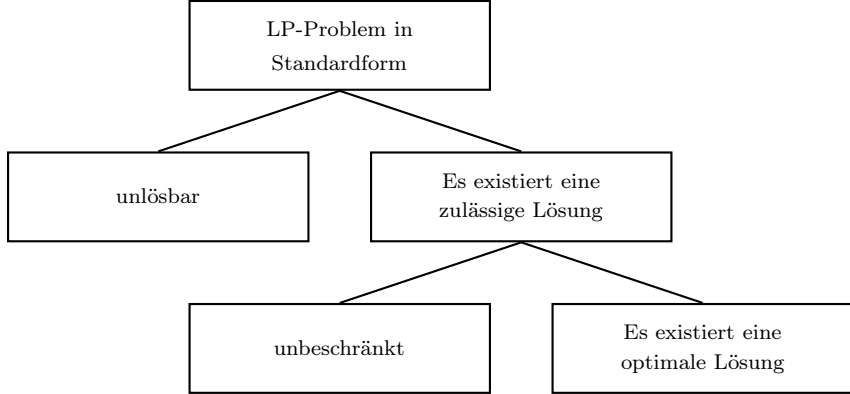 LP-Problem in
Standardform
unlösbar
Es existiert eine
zulässige Lösung
unbeschränkt
Es existiert eine
optimale Lösung